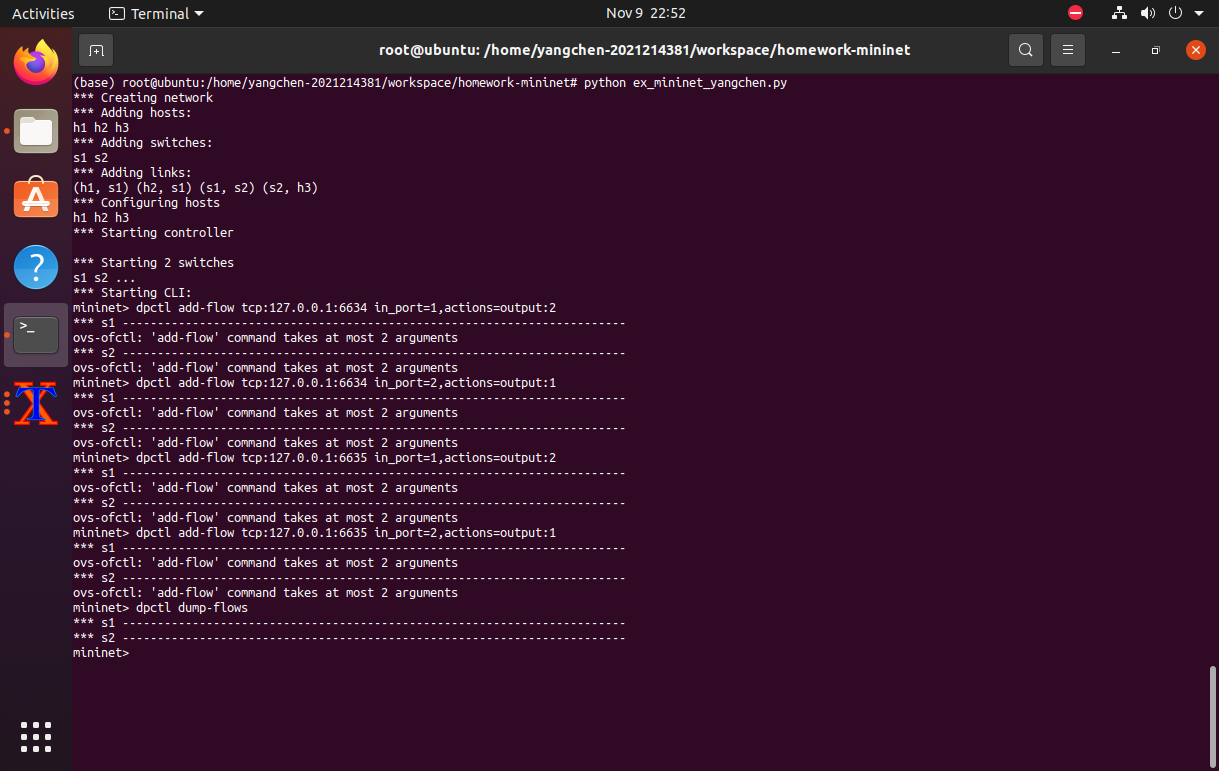 Activities Terminal Nov 9 22:52
root@ubuntu: /home/yangchen-2021214381/workspace/homework-mininet
(base) root@ubuntu:/home/yangchen-2021214381/workspace/homework-mininet# python ex_mininet_yangchen.py
*** Creating network
*** Adding hosts:
h1 h2 h3
*** Adding switches:
s1 s2
*** Adding links:
(h1, s1) (h2, s1) (s1, s2) (s2, h3)
*** Configuring hosts
h1 h2 h3
*** Starting controller
*** Starting 2 switches
s1 s2 ...
*** Starting CLI:
mininet> dpctl add-flow tcp:127.0.0.1:6634 in_port=1,actions=output:2
*** s1 ------------------------------------------------------------------------
ovs-ofctl: 'add-flow' command takes at most 2 arguments
*** s2 ------------------------------------------------------------------------
ovs-ofctl: 'add-flow' command takes at most 2 arguments
mininet> dpctl add-flow tcp:127.0.0.1:6634 in_port=2,actions=output:1
*** s1 ------------------------------------------------------------------------
ovs-ofctl: 'add-flow' command takes at most 2 arguments
*** s2 ------------------------------------------------------------------------
ovs-ofctl: 'add-flow' command takes at most 2 arguments
mininet> dpctl add-flow tcp:127.0.0.1:6635 in_port=1,actions=output:2
*** s1 ------------------------------------------------------------------------
ovs-ofctl: 'add-flow' command takes at most 2 arguments
*** s2 ------------------------------------------------------------------------
ovs-ofctl: 'add-flow' command takes at most 2 arguments
mininet> dpctl add-flow tcp:127.0.0.1:6635 in_port=2,actions=output:1
*** s1 ------------------------------------------------------------------------
ovs-ofctl: 'add-flow' command takes at most 2 arguments
*** s2 ------------------------------------------------------------------------
ovs-ofctl: 'add-flow' command takes at most 2 arguments
mininet> dpctl dump-flows
*** s1 ------------------------------------------------------------------------
*** s2 ------------------------------------------------------------------------
mininet>